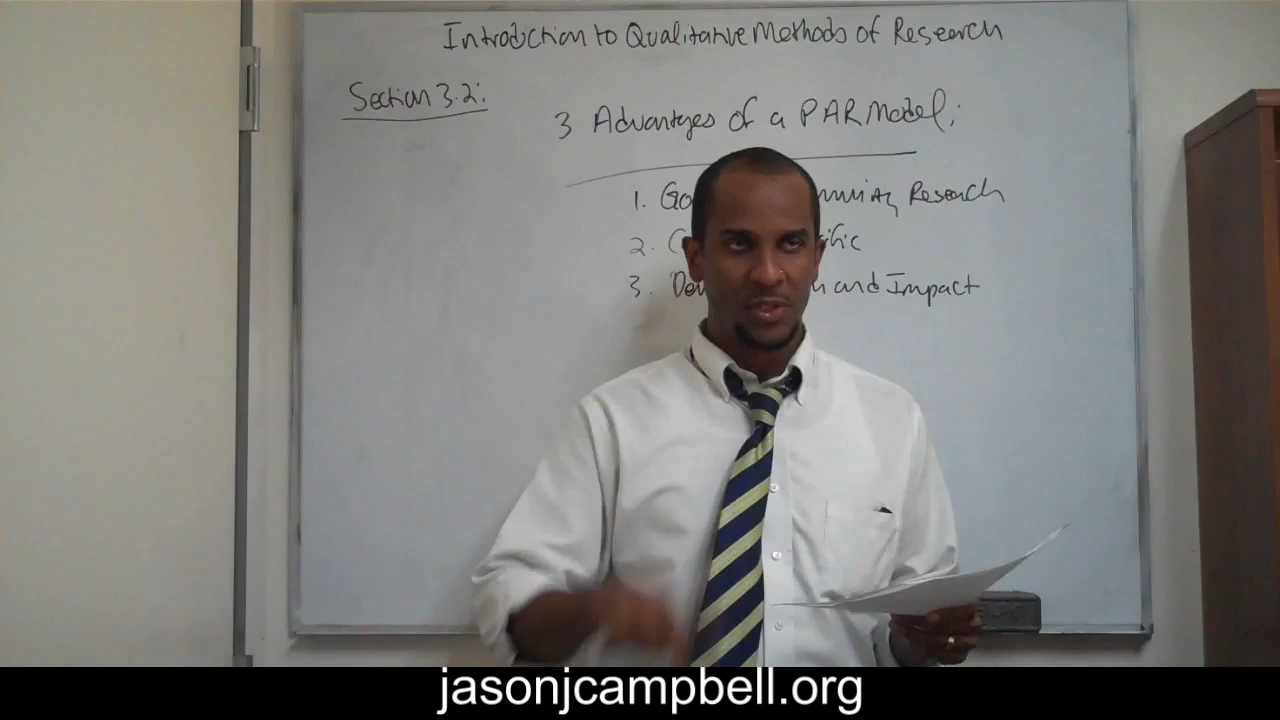 Introduction to Qualitative Methods of Research
Section 3.2:
3 Advantages of a PAR Model:
1. Research
2.
3. and Impact
jasonjcampbell.org